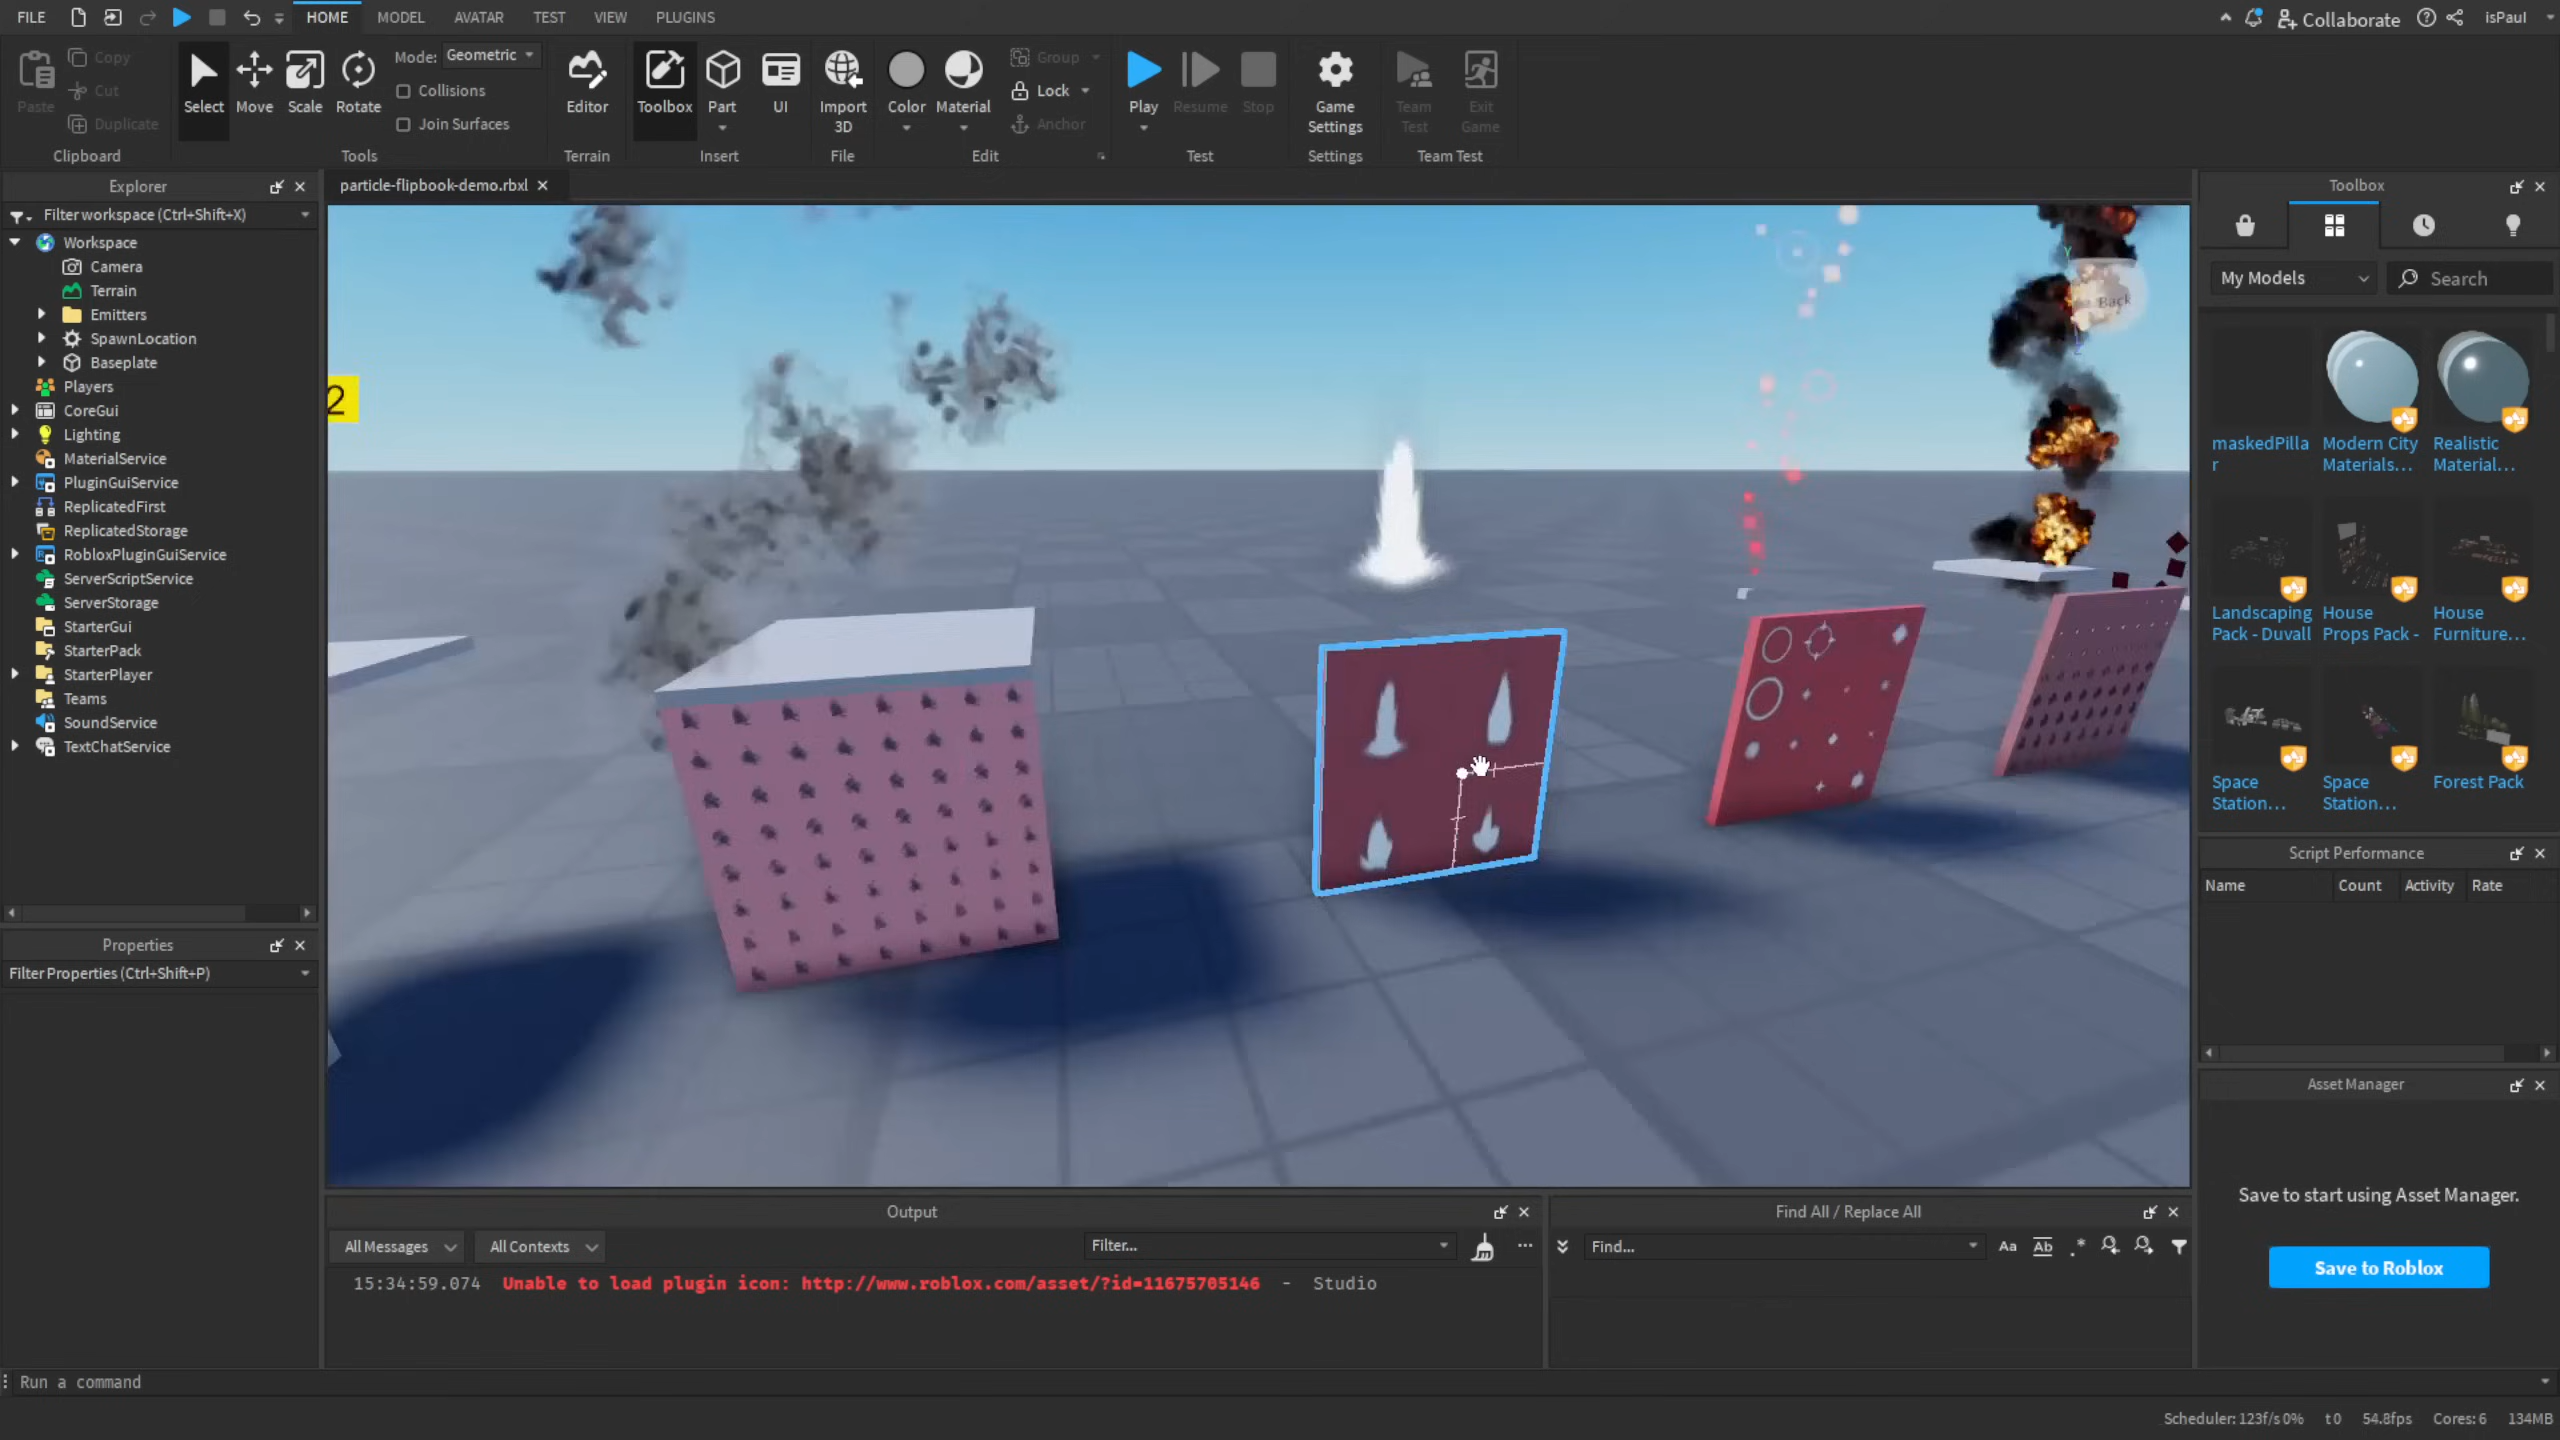 FILE HOME MODEL AVATAR TEST VIEW PLUGINS Collaborate isPaul
Paste Copy Cut Duplicate
Select Move Scale Rotate
Mode: Geometric
Collisions
Join Surfaces
Editor Toolbox Part UI Import 3D Color Material
Group
Lock
Anchor
Play Resume Stop Game Settings Team Test Exit Game
Clipboard Tools Terrain Insert File Edit Test Settings Team Test
Explorer
Filter workspace (Ctrl+Shift+X)
Workspace
Camera
Terrain
Emitters
SpawnLocation
Baseplate
Players
CoreGui
Lighting
MaterialService
PluginGuiService
ReplicatedFirst
ReplicatedStorage
RobloxPluginGuiService
ServerScriptService
ServerStorage
StarterGui
StarterPack
StarterPlayer
Teams
SoundService
TextChatService
Properties
Filter Properties (Ctrl+Shift+P)
particle-flipbook-demo.rbxl
2
Y
Back
Output
All Messages All Contexts Filter...
15:34:59.074 Unable to load plugin icon: http://www.roblox.com/asset/?id=11675705146 - Studio
Find All / Replace All
Find...
Aa Ab .*
Toolbox
My Models Search
maskedPilla
r
Modern City
Materials...
Realistic
Material...
Landscaping
Pack - Duvall
House
Props Pack -
House
Furniture...
Space
Station...
Space
Station...
Forest Pack
Script Performance
Name Count Activity Rate
Asset Manager
Save to start using Asset Manager.
Save to Roblox
Run a command
Scheduler: 123f/s 0% t 0 54.8fps Cores: 6 134MB